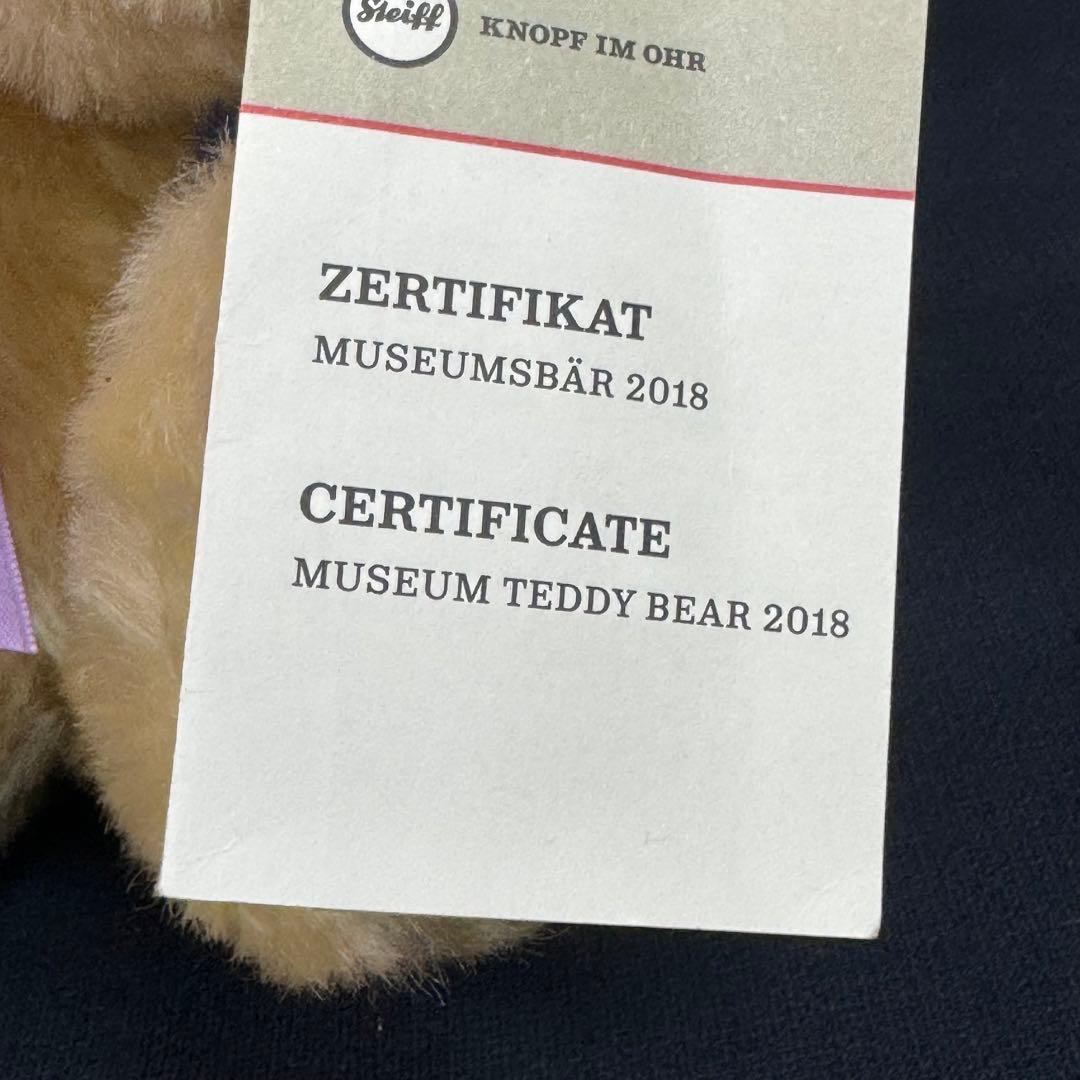 Steiff
KNOPF IM OHR
ZERTIFIKAT
MUSEUMSBÄR 2018
CERTIFICATE
MUSEUM TEDDY BEAR 2018